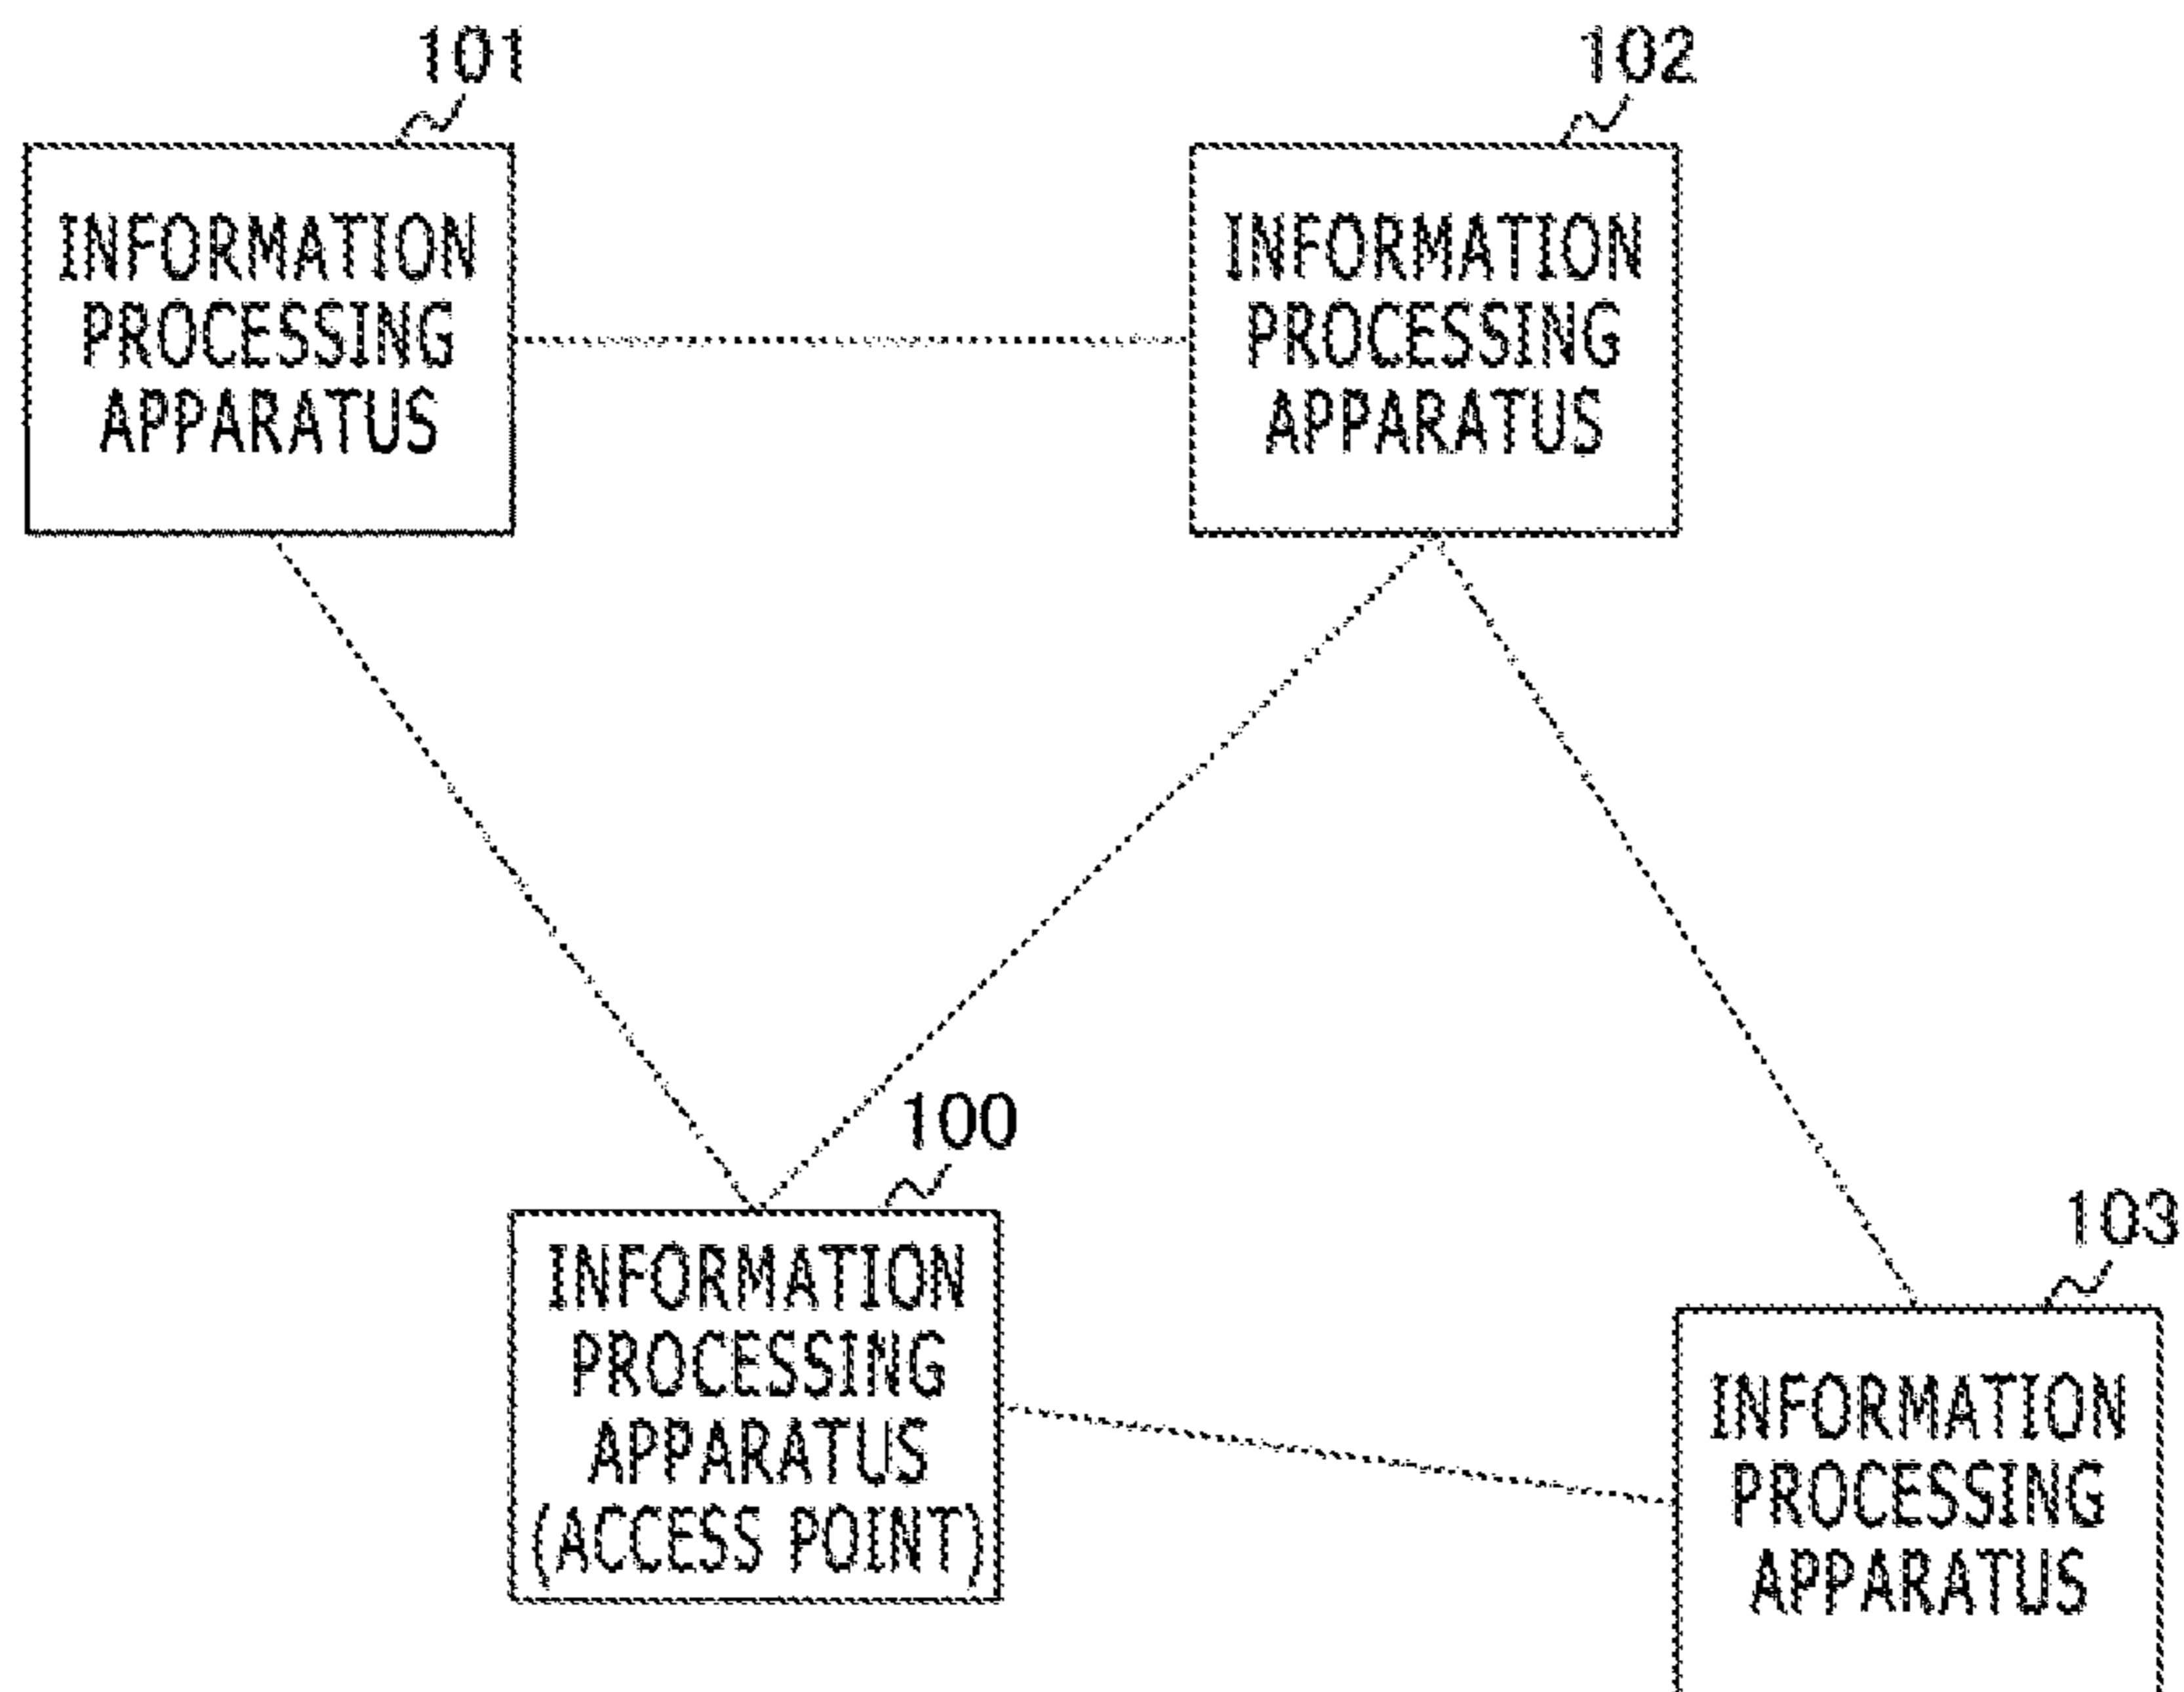 101
INFORMATION
PROCESSING
APPARATUS
102
INFORMATION
PROCESSING
APPARATUS
100
INFORMATION
PROCESSING
APPARATUS
(ACCESS POINT)
103
INFORMATION
PROCESSING
APPARATUS